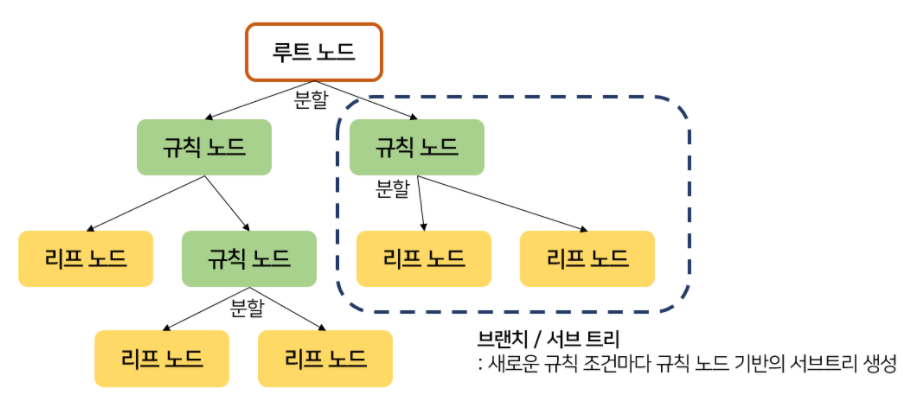 루트 노드
분할
규칙 노드
규칙 노드
분할
리프 노드
규칙 노드
리프 노드
리프 노드
분할
리프 노드
리프 노드
브랜치 / 서브 트리
: 새로운 규칙 조건마다 규칙 노드 기반의 서브트리 생성